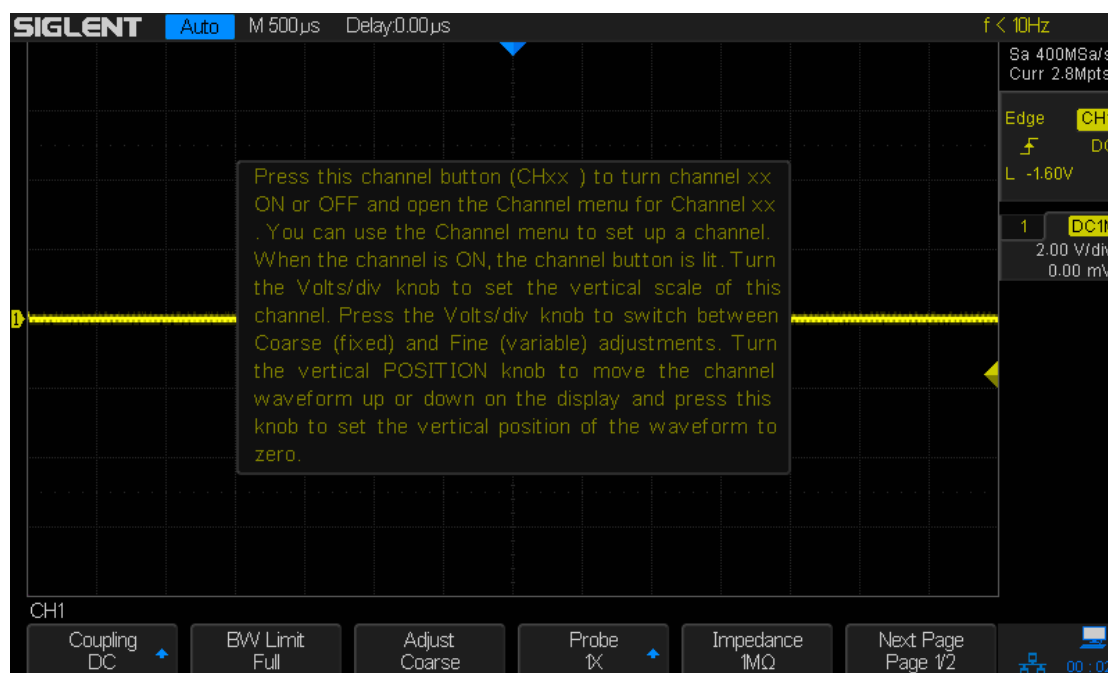 SIGLENT Auto M 500µs Delay:0.00µs f < 10Hz
Sa 400MSa/s
Curr 2.8Mpts
Edge CH1
DC
L -1.60V
1 DC1M
2.00 V/div
0.00 mV
Press this channel button (CHxx ) to turn channel xx
ON or OFF and open the Channel menu for Channel xx
. You can use the Channel menu to set up a channel.
When the channel is ON, the channel button is lit. Turn
the Volts/div knob to set the vertical scale of this
channel. Press the Volts/div knob to switch between
Coarse (fixed) and Fine (variable) adjustments. Turn
the vertical POSITION knob to move the channel
waveform up or down on the display and press this
knob to set the vertical position of the waveform to
zero.
1
CH1
Coupling
DC
BW Limit
Full
Adjust
Coarse
Probe
1X
Impedance
1MΩ
Next Page
Page 1/2